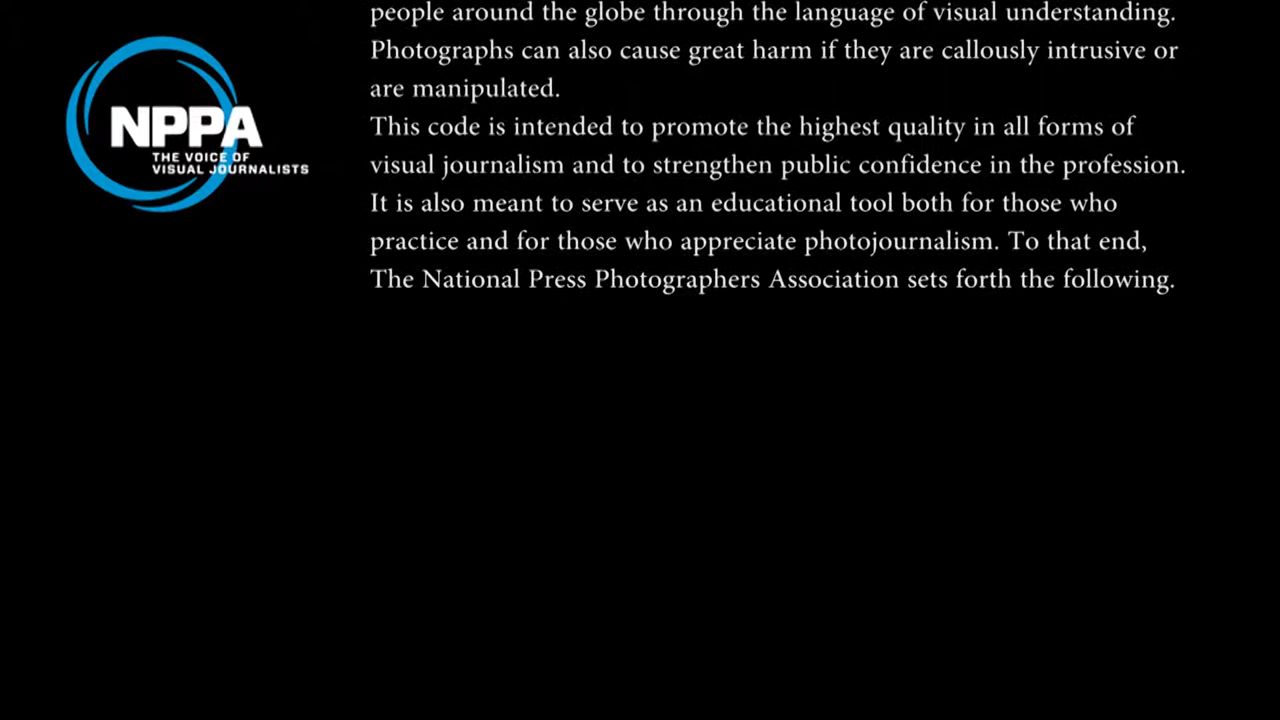 people around the globe through the language of visual understanding.
Photographs can also cause great harm if they are callously intrusive or
are manipulated.
This code is intended to promote the highest quality in all forms of
visual journalism and to strengthen public confidence in the profession.
It is also meant to serve as an educational tool both for those who
practice and for those who appreciate photojournalism. To that end,
The National Press Photographers Association sets forth the following.
NPPA
THE VOICE OF
VISUAL JOURNALISTS